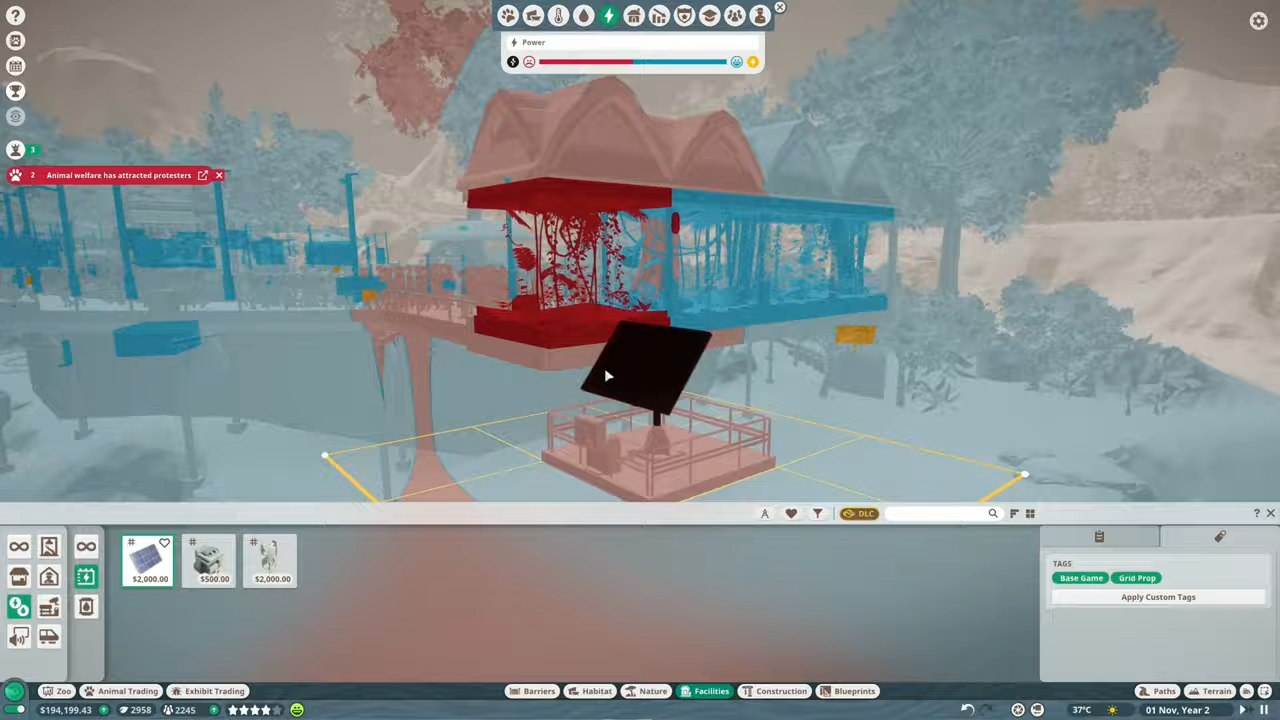 Power
3
2 Animal welfare has attracted protesters
DLC
# $2,000.00
# $500.00
# $2,000.00
TAGS
Base Game Grid Prop
Apply Custom Tags
Zoo Animal Trading Exhibit Trading Barriers Habitat Nature Facilities Construction Blueprints Paths Terrain
$194,199.43 2958 2245 37°C 01 Nov, Year 2